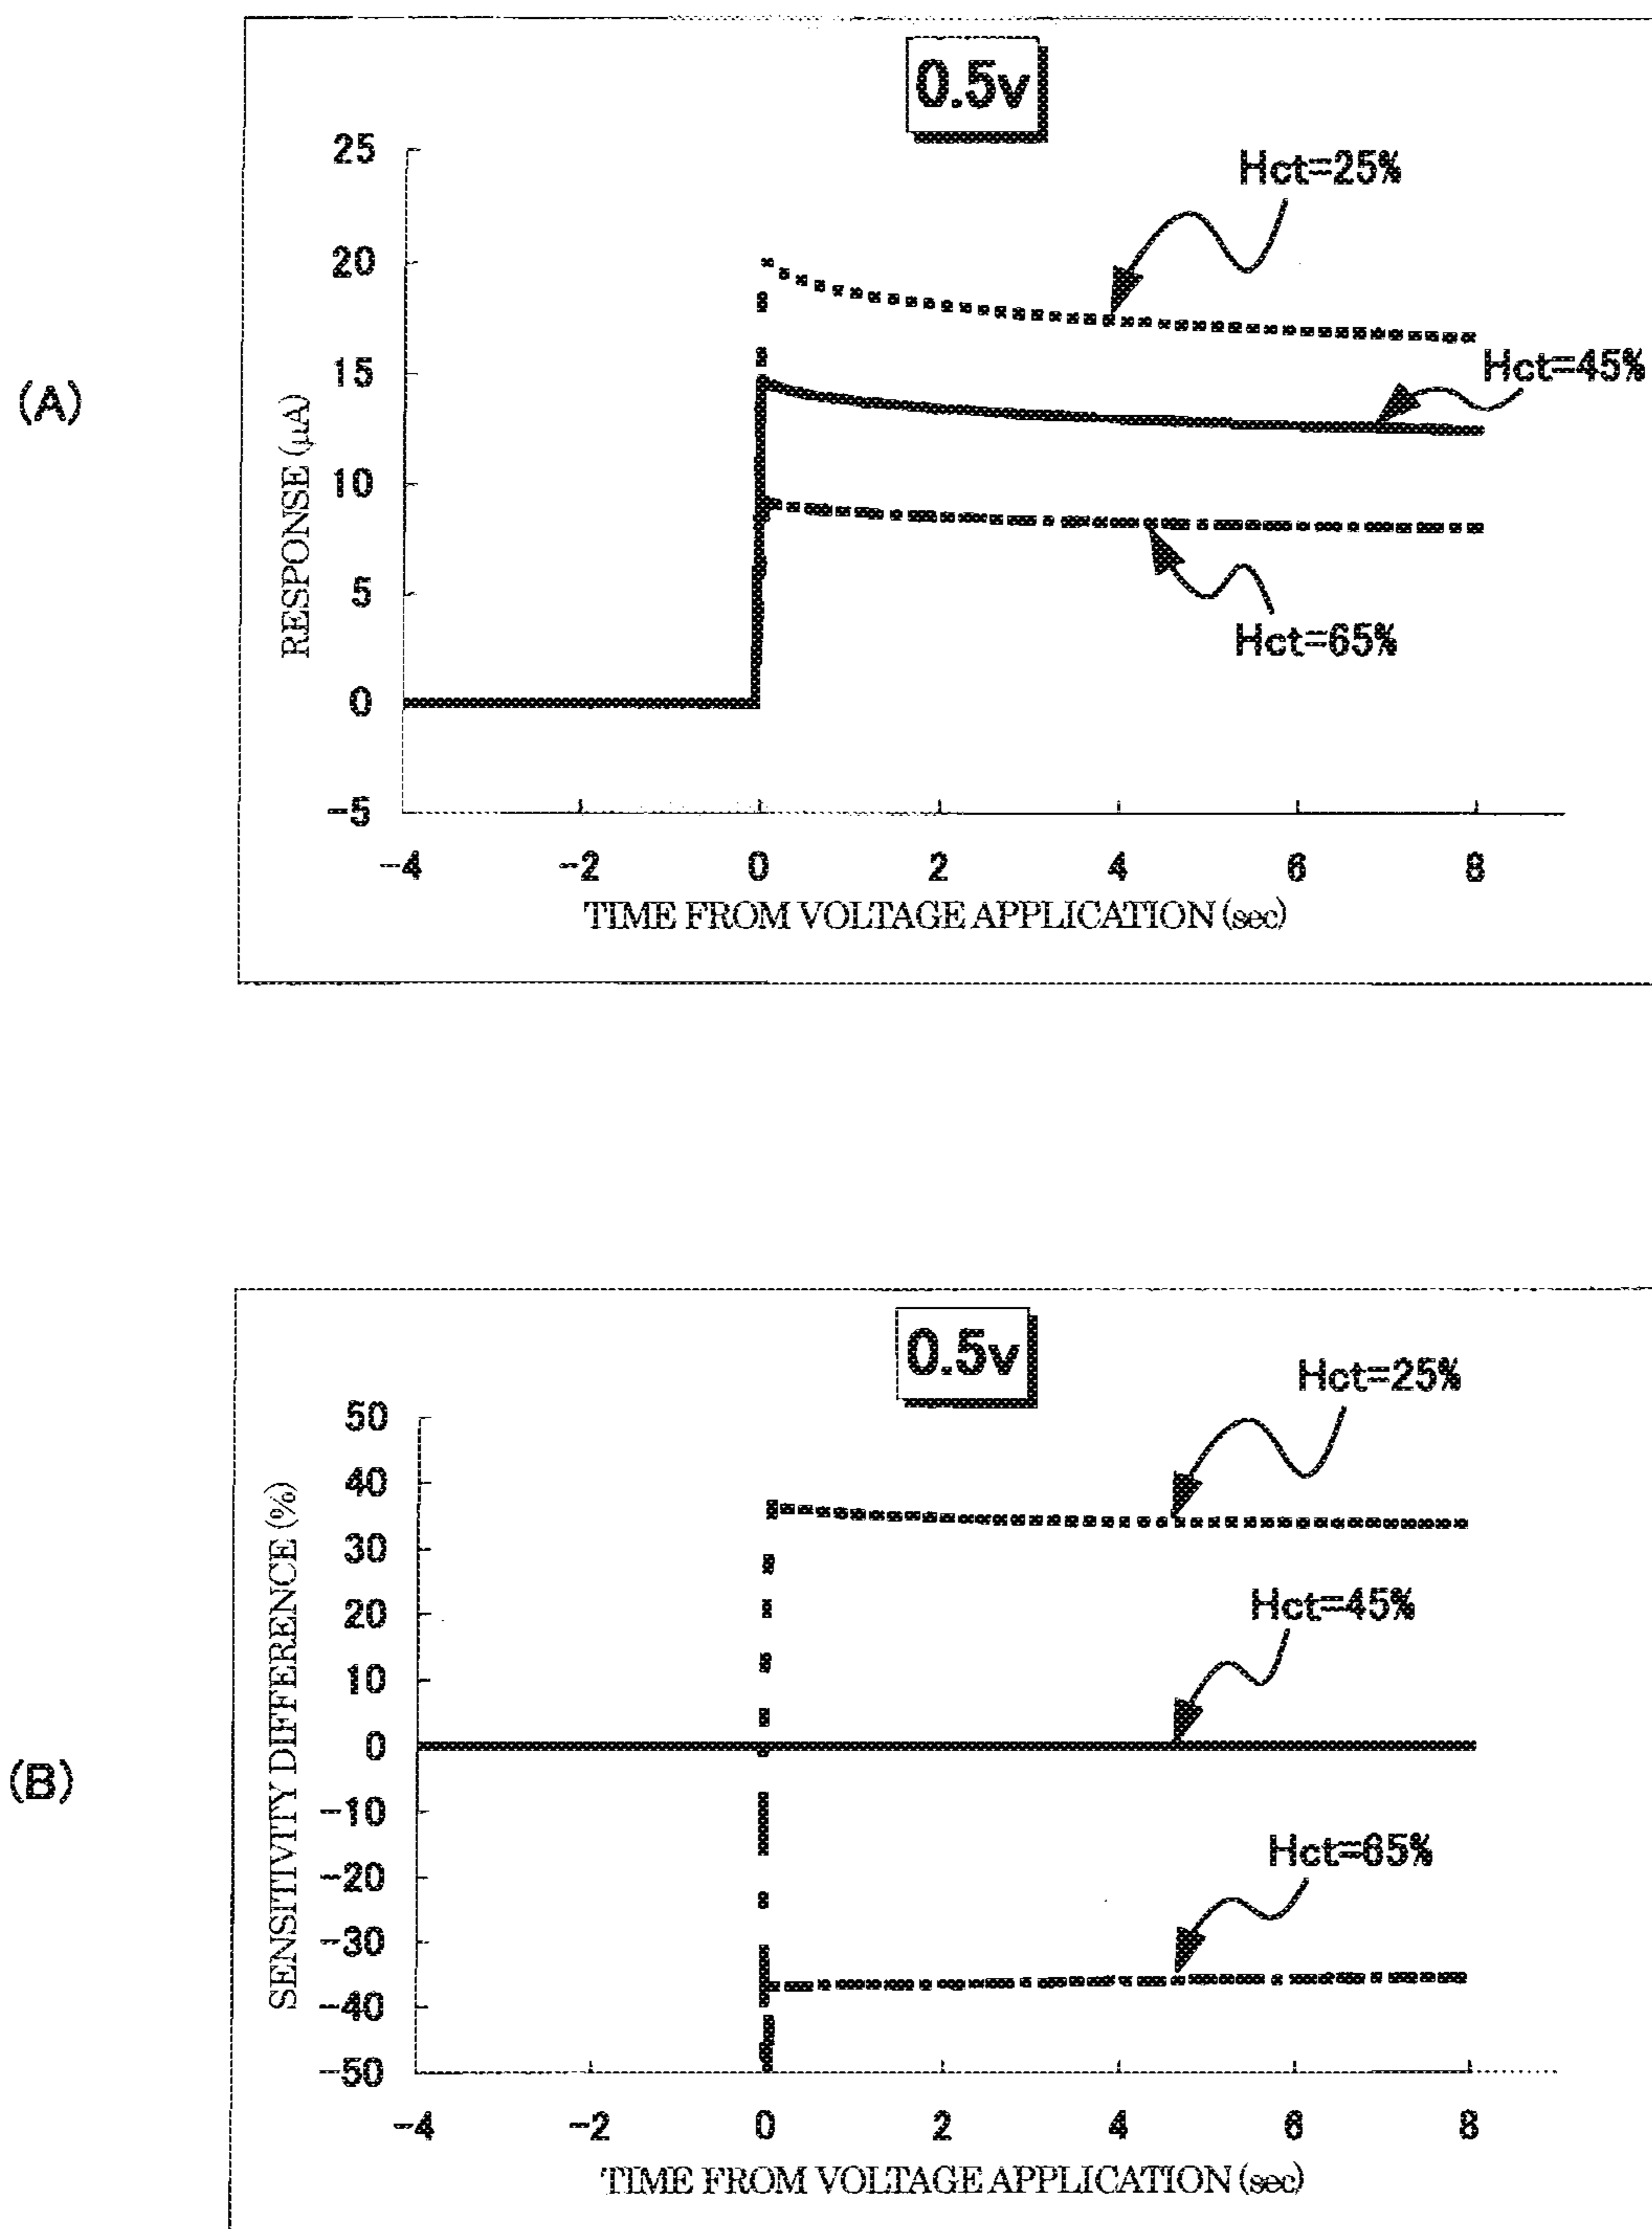 (A)
0.5v
25
20
15
10
5
0
-5
RESPONSE (μA)
Hct=25%
Hct=45%
Hct=65%
-4 -2 0 2 4 6 8
TIME FROM VOLTAGE APPLICATION (sec)
(B)
0.5v
50
40
30
20
10
0
-10
-20
-30
-40
-50
SENSITIVITY DIFFERENCE (%)
Hct=25%
Hct=45%
Hct=65%
-4 -2 0 2 4 6 8
TIME FROM VOLTAGE APPLICATION (sec)